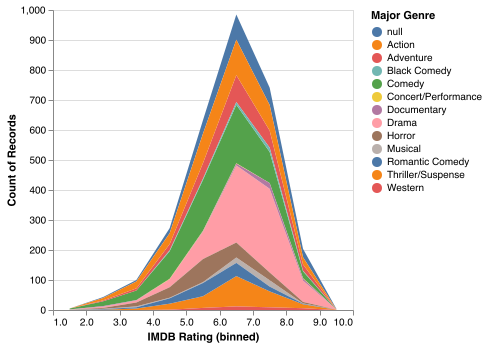 Major Genre
null
Action
Adventure
Black Comedy
Comedy
Concert/Performance
Documentary
Drama
Horror
Musical
Romantic Comedy
Thriller/Suspense
Western
Count of Records
1,000
900
800
700
600
500
400
300
200
100
0
1.0 2.0 3.0 4.0 5.0 6.0 7.0 8.0 9.0 10.0
IMDB Rating (binned)